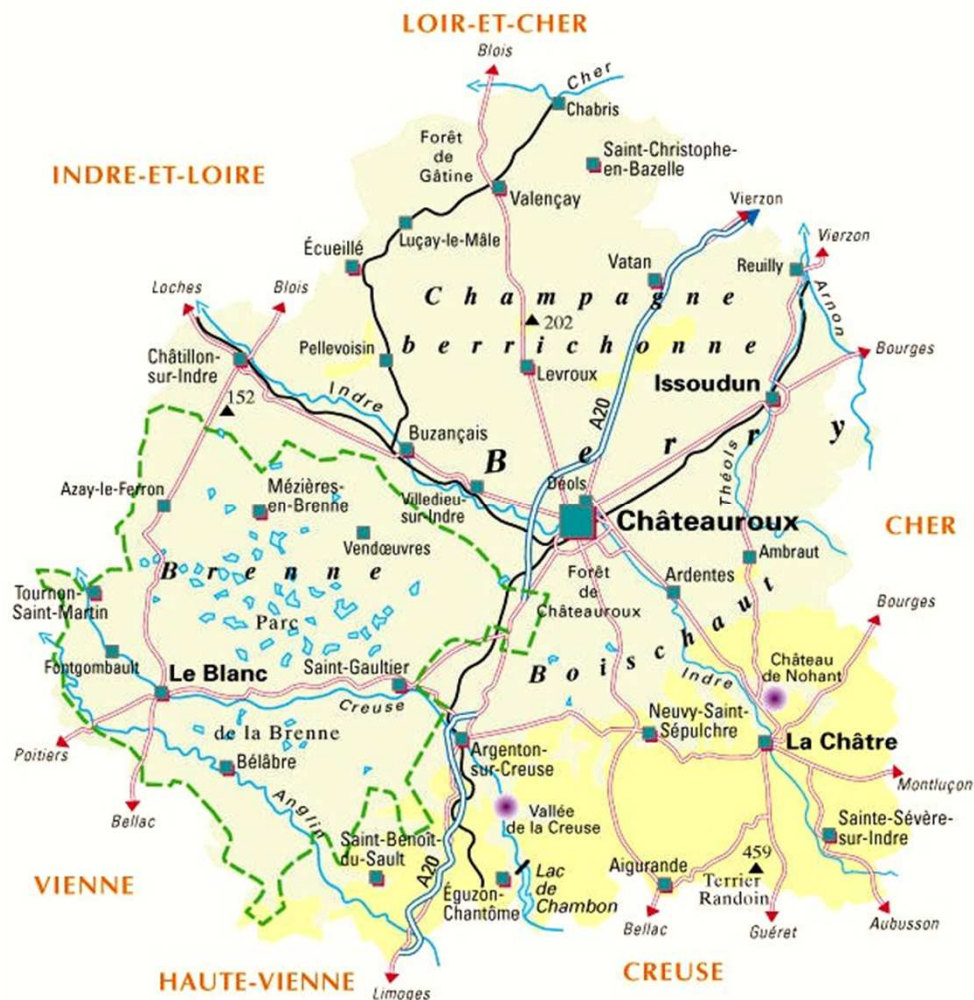 LOIR-ET-CHER
Blois
Cher
Chabris
Forêt
de
Gâtine
Saint-Christophe-
en-Bazelle
INDRE-ET-LOIRE
Valençay
Vierzon
Luçay-le-Mâle
Écueillé
Vatan
Reuilly
Vierzon
Arnon
Loches
Blois
Champagne
202
berrichonne
Pellevoisin
Levroux
Bourges
Châtillon-
sur-Indre
Issoudun
Indre
152
A20
Buzançais
Berry
Théols
Azay-le-Ferron
Mézières-
en-Brenne
Villedieu-
sur-Indre
Déols
Châteauroux
CHER
Vendœuvres
Ambraut
Brenne
Forêt
de
Châteauroux
Ardentes
Tournon-
Saint-Martin
Parc
Bourges
Boischaut
Fontgombault
Le Blanc
Saint-Gaultier
Indre
Château
de Nohant
Creuse
Neuvy-Saint-
Sépulchre
de la Brenne
Poitiers
Argenton-
sur-Creuse
La Châtre
Bélâbre
Montluçon
Anglin
Vallée
de la Creuse
Bellac
Sainte-Sévère-
sur-Indre
Saint-Benoît-
du-Sault
A20
459
Aigurande
Terrier
Randoin
VIENNE
Éguzon-
Chantôme
Lac
de
Chambon
Bellac
Guéret
Aubusson
HAUTE-VIENNE
CREUSE
Limoges